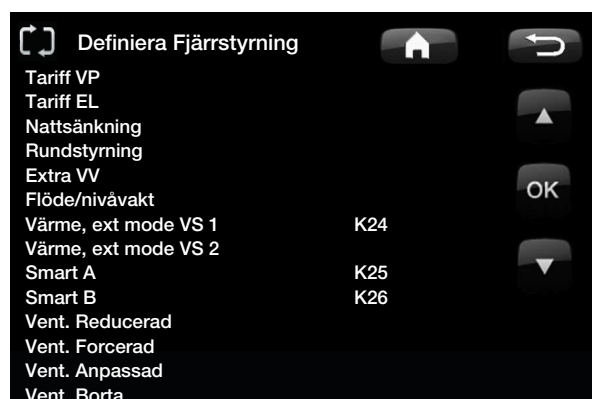 Definiera Fjärrstyrning
Tariff VP
Tariff EL
Nattsänkning
Rundstyrning
Extra VV
OK
Flöde/nivåvakt
Värme, ext mode VS 1 K24
Värme, ext mode VS 2
Smart A K25
Smart B K26
Vent. Reducerad
Vent. Forcerad
Vent. Anpassad
Vent. Borta